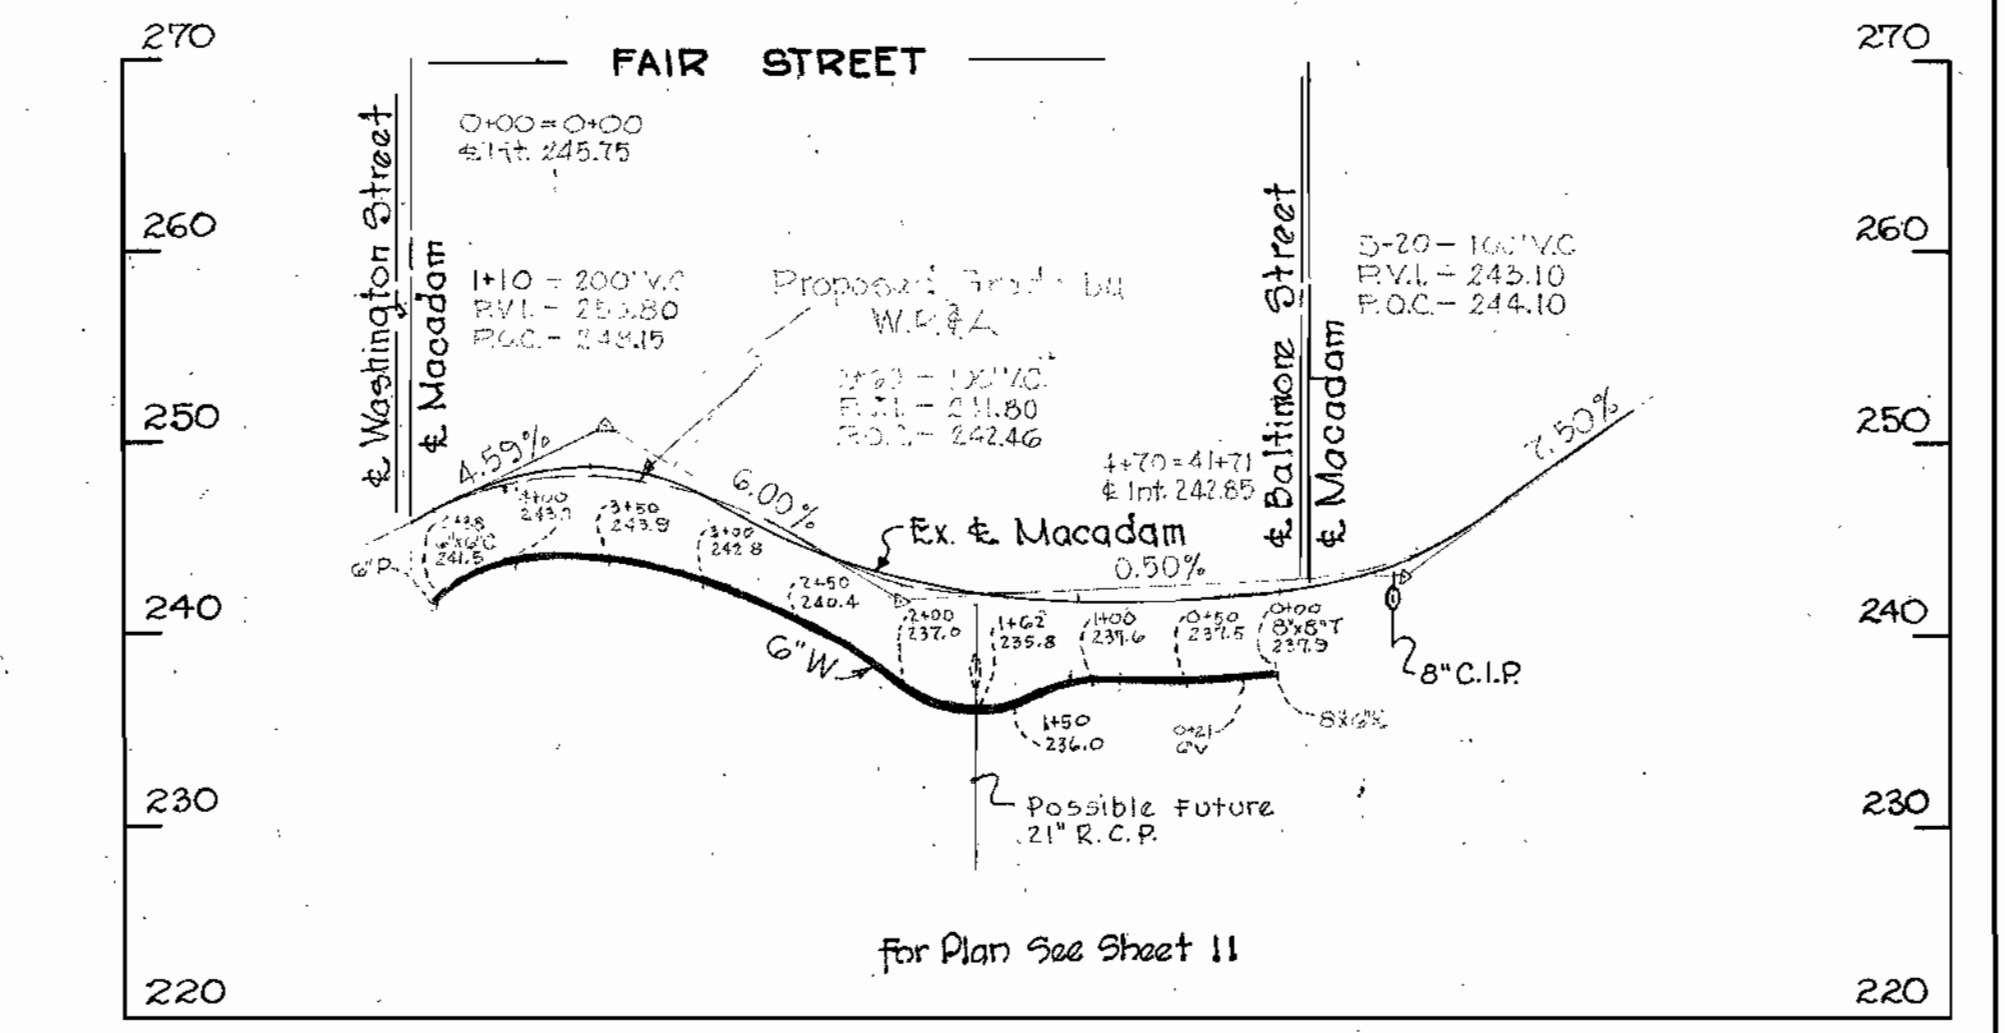 270
270
FAIR STREET
0+00 = 0+00
℄ Int. 245.75
℄ Washington Street
℄ Macadam
260
260
1+10 - 200' V.C.
P.V.I. -
P.O.C. -
Proposed Grade by
100' V.C.
P.V.I. - 241.80
P.O.C. - 242.46
℄ Baltimore Street
℄ Macadam
5+20 - 100' V.C.
P.V.I. - 243.10
P.O.C. - 244.10
250
250
4.59%
6.00%
7.50%
4+70 = 41+71
℄ Int. 242.85
Ex. ℄ Macadam
0.50%
6"P
6"x6"
241.5
4+00
3+50
243.9
3+00
242.8
2+50
240.4
240
240
2+00
237.0
1+62
235.8
1+00
237.6
0+50
237.5
0+00
8"x8"T
237.9
8" C.I.P.
6"W
1+50
236.0
0+21
6"V
Possible Future
21" R.C.P.
230
230
For Plan See Sheet 11
220
220